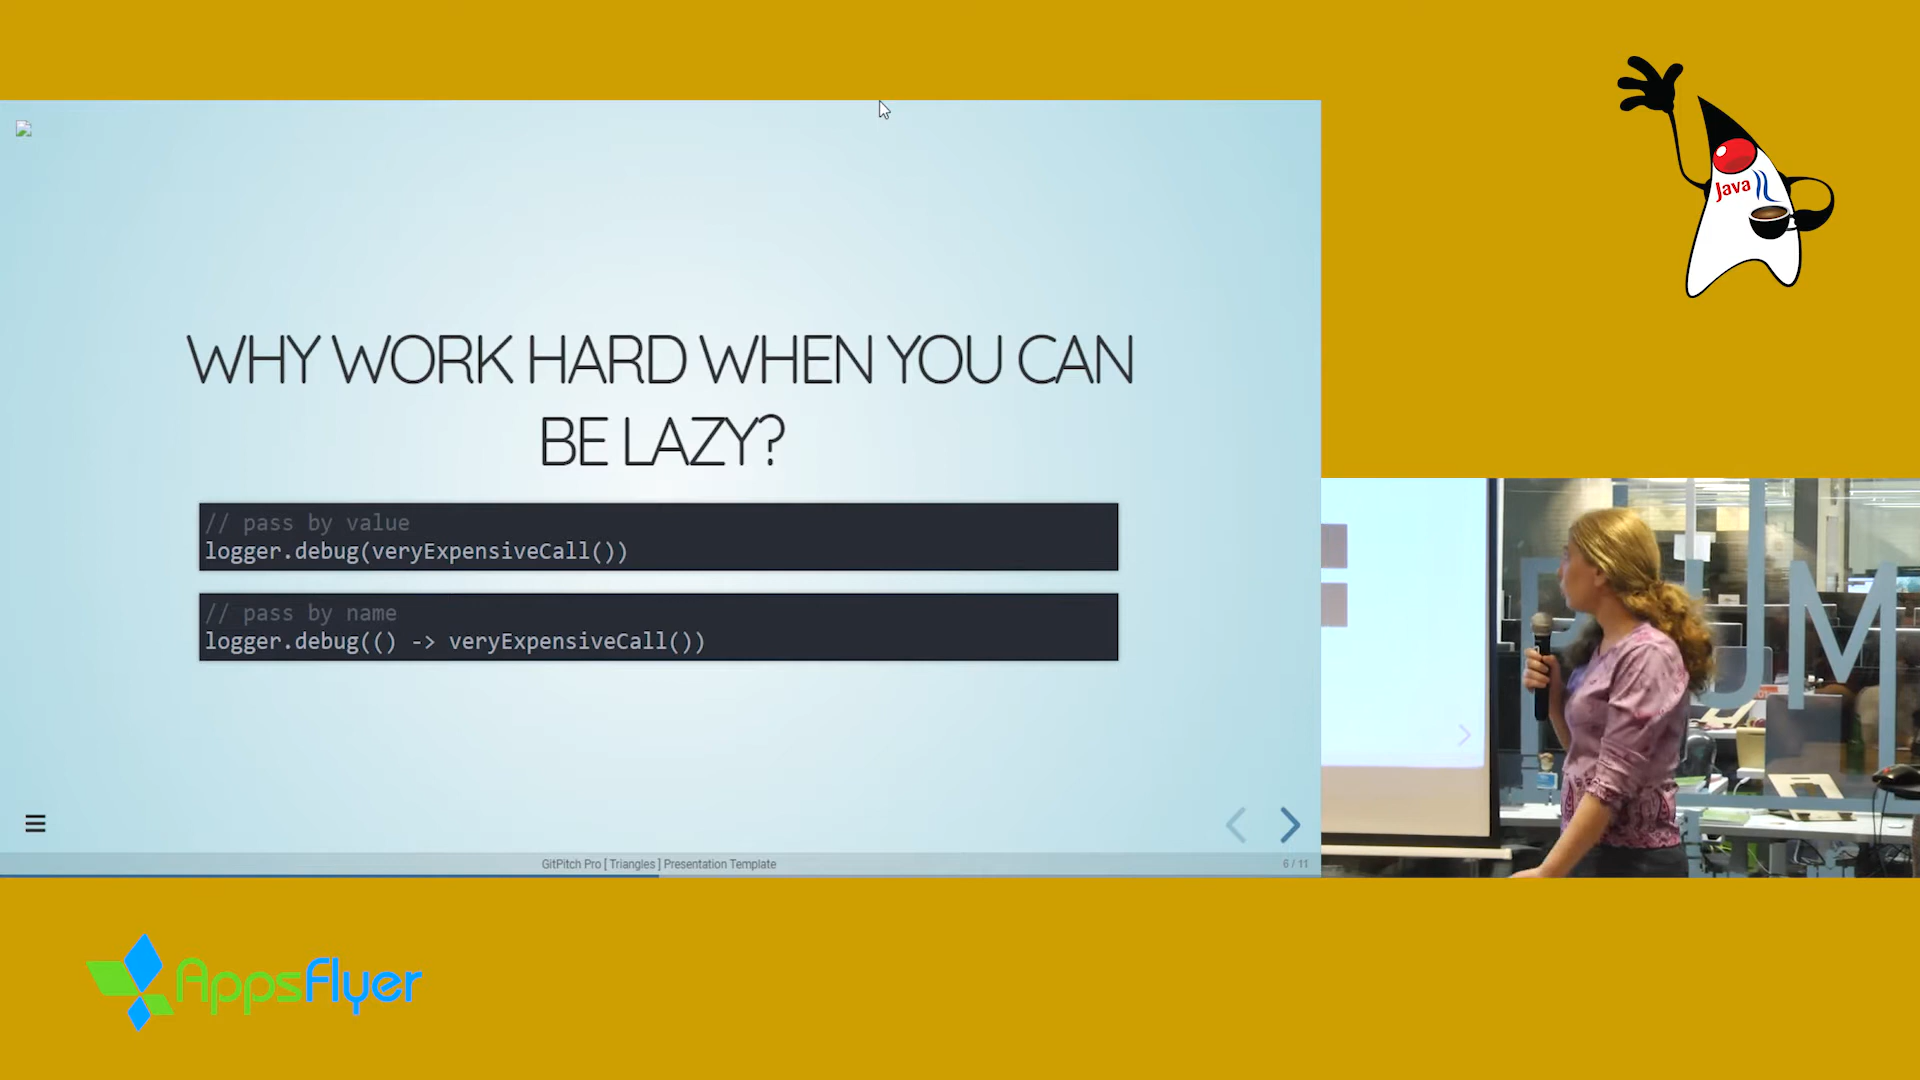 Java
WHY WORK HARD WHEN YOU CAN
BE LAZY?
// pass by value
logger.debug(veryExpensiveCall())
// pass by name
logger.debug(() -> veryExpensiveCall())
GitPitch Pro [ Triangles ] Presentation Template
6 / 11
UM
AppsFlyer